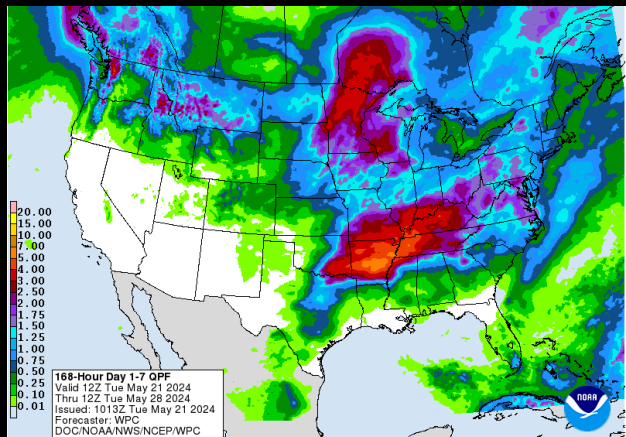 20.00
15.00
10.00
7.00
5.00
4.00
3.00
2.50
2.00
1.75
1.50
1.25
1.00
0.75
0.50
0.25
0.10
0.01
168-Hour Day 1-7 QPF
Valid 12Z Tue May 21 2024
Thru 12Z Tue May 28 2024
Issued: 1013Z Tue May 21 2024
Forecaster: WPC
DOC/NOAA/NWS/NCEP/WPC
NOAA